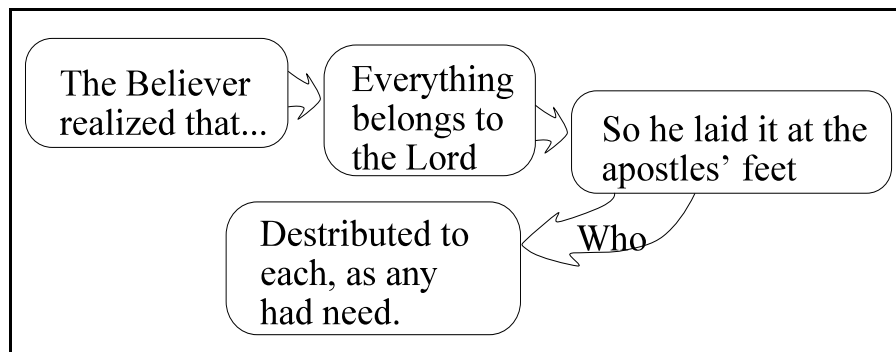 The Believer
realized that...
Everything
belongs to
the Lord
So he laid it at the
apostles’ feet
Who
Destributed to
each, as any
had need.